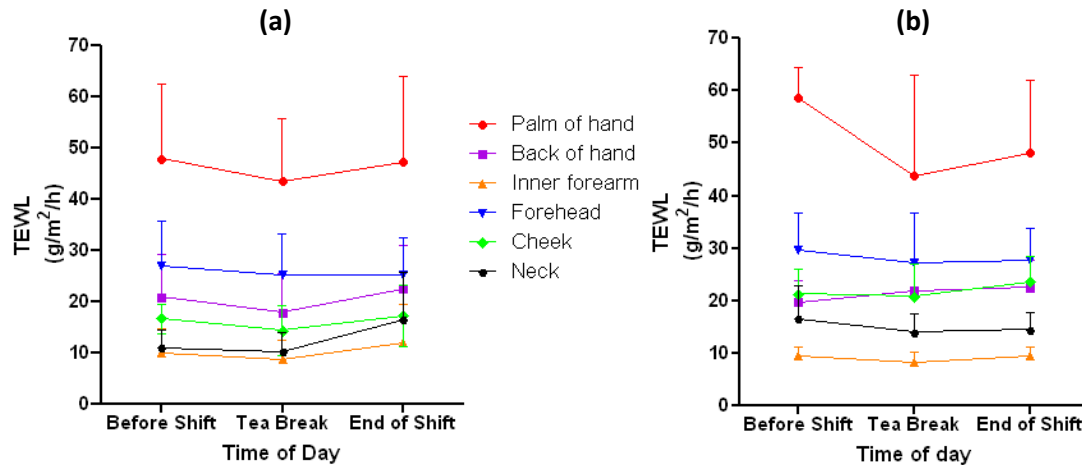 (a)
70
60
50
40
30
20
10
0
TEWL
(g/m²/h)
Before Shift Tea Break End of Shift
Time of Day
Palm of hand
Back of hand
Inner forearm
Forehead
Cheek
Neck
(b)
70
60
50
40
30
20
10
0
TEWL
(g/m²/h)
Before Shift Tea Break End of Shift
Time of day